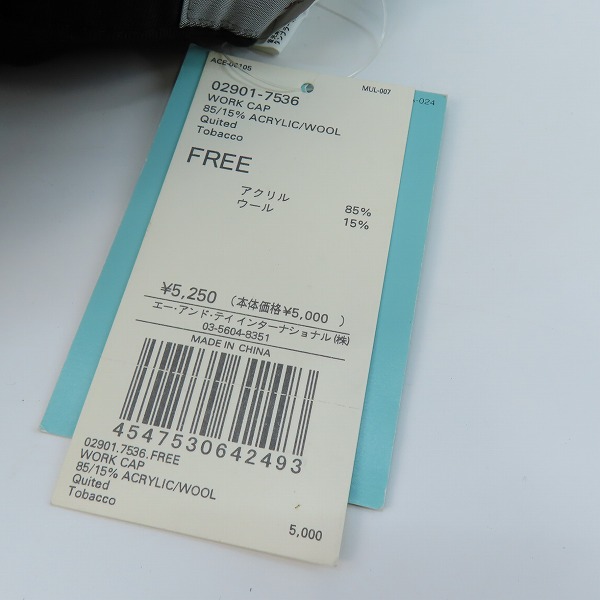 ACE-02105
MUL-007
-024
02901-7536
WORK CAP
85/15% ACRYLIC/WOOL
Quited
Tobacco
FREE
アクリル 85%
ウール 15%
¥5,250 (本体価格¥5,000 )
エー・アンド・テイ インターナショナル(株)
03-5604-8351
MADE IN CHINA
4547530642493
02901.7536.FREE
WORK CAP
85/15% ACRYLIC/WOOL
Quited
Tobacco
5,000